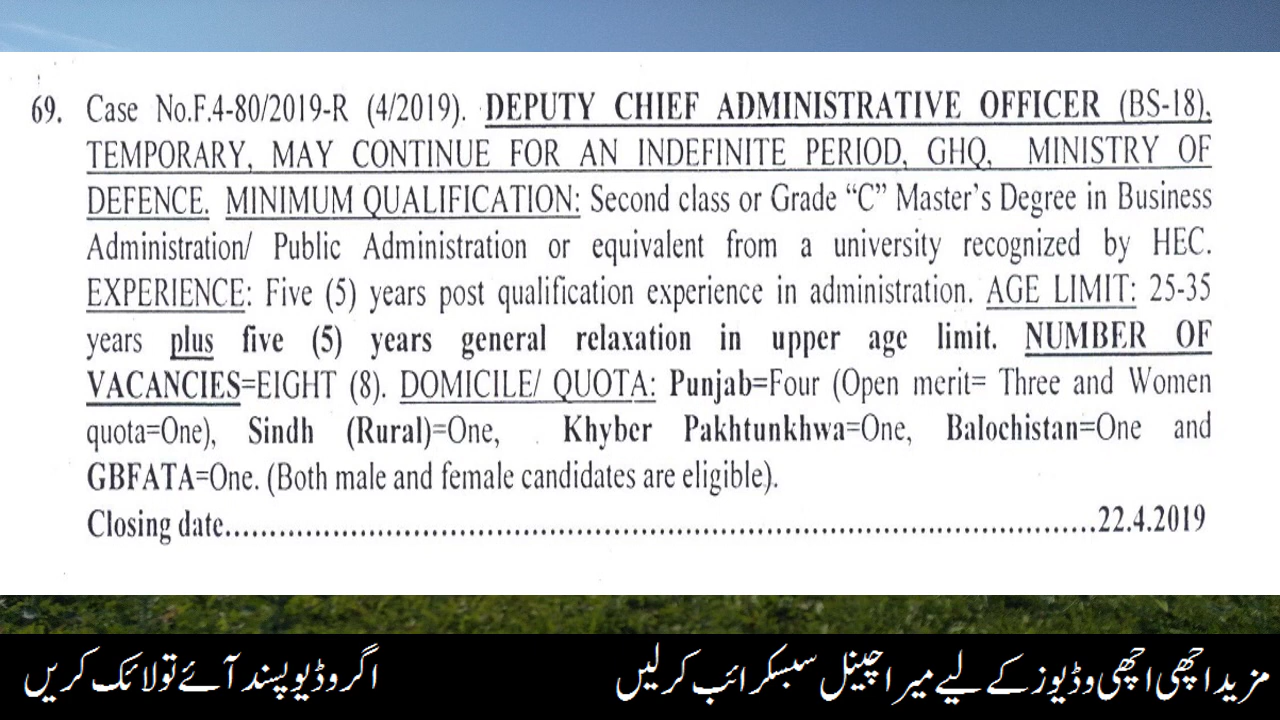 69. Case No.F.4-80/2019-R (4/2019). DEPUTY CHIEF ADMINISTRATIVE OFFICER (BS-18),
TEMPORARY, MAY CONTINUE FOR AN INDEFINITE PERIOD, GHQ, MINISTRY OF
DEFENCE. MINIMUM QUALIFICATION: Second class or Grade “C” Master’s Degree in Business
Administration/ Public Administration or equivalent from a university recognized by HEC.
EXPERIENCE: Five (5) years post qualification experience in administration. AGE LIMIT: 25-35
years plus five (5) years general relaxation in upper age limit. NUMBER OF
VACANCIES=EIGHT (8). DOMICILE/ QUOTA: Punjab=Four (Open merit= Three and Women
quota=One), Sindh (Rural)=One, Khyber Pakhtunkhwa=One, Balochistan=One and
GBFATA=One. (Both male and female candidates are eligible).
Closing date................................................................................................22.4.2019
مزید اچھی اچھی وڈیوز کے لیے میرا چینل سبسکرائب کر لیں
اگر وڈیو پسند آئے تو لائک کریں